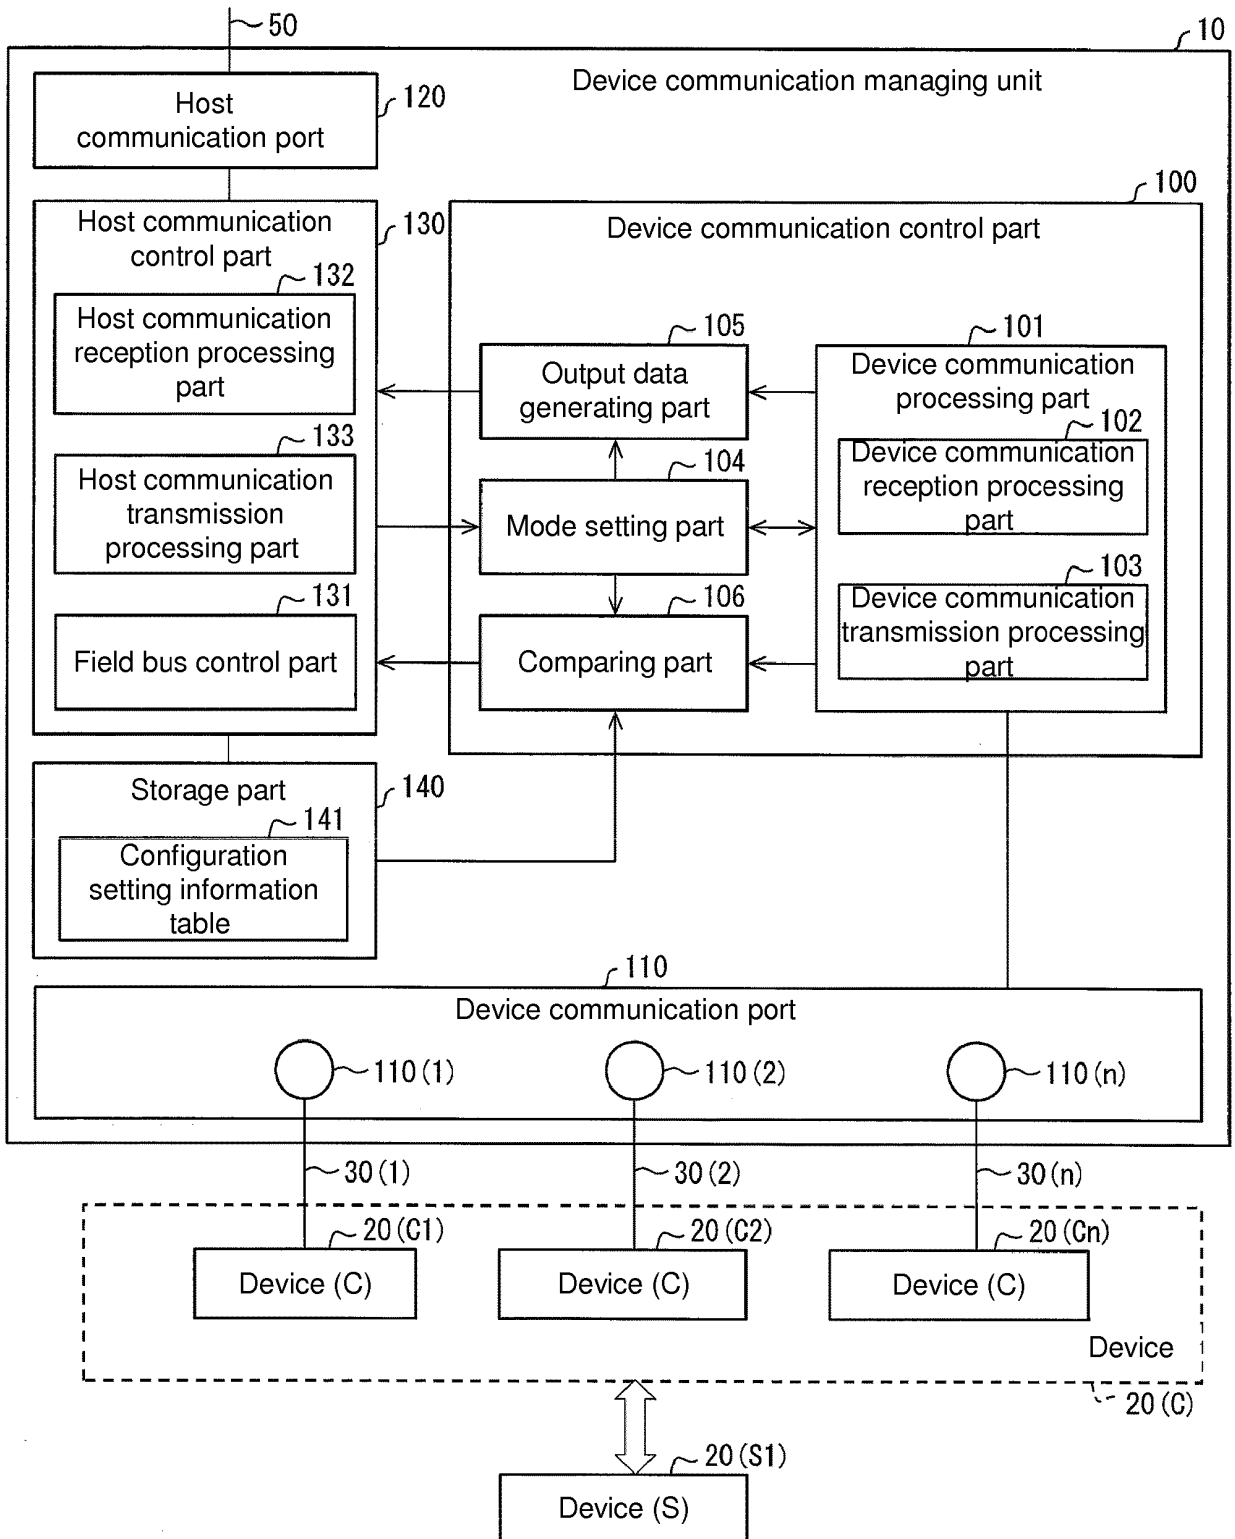 50
10
Device communication managing unit
Host
communication port
120
100
Host communication
control part
130
Device communication control part
132
Host communication
reception processing
part
105
Output data
generating part
101
Device communication
processing part
102
Device communication
reception processing
part
133
Host communication
transmission
processing part
104
Mode setting part
103
Device communication
transmission processing
part
131
Field bus control part
106
Comparing part
Storage part
140
141
Configuration
setting information
table
110
Device communication port
110(1)
110(2)
110(n)
30(1)
30(2)
30(n)
20(C1)
20(C2)
20(Cn)
Device (C)
Device (C)
Device (C)
Device
20(C)
20(S1)
Device (S)